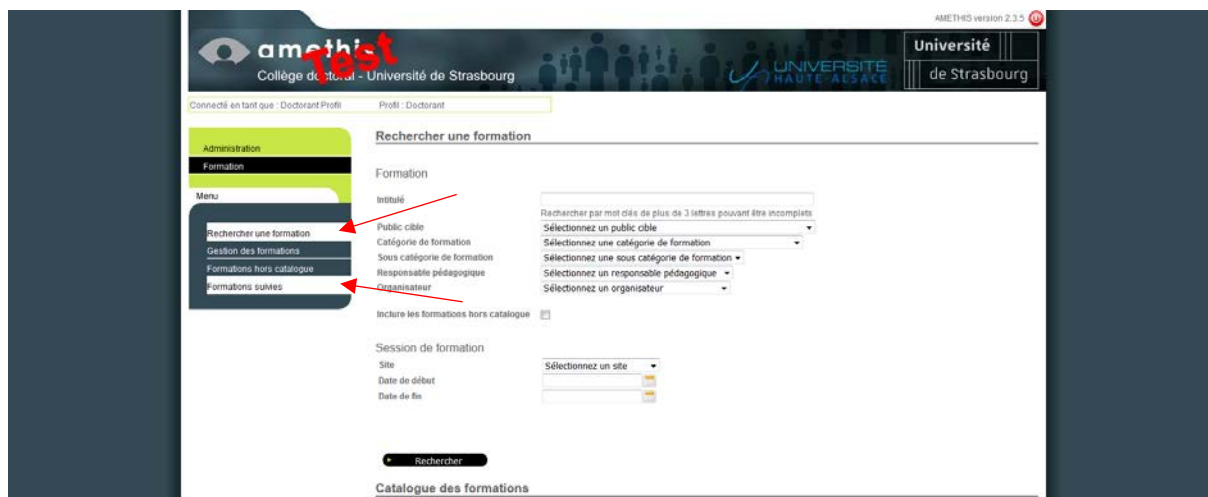 AMETHIS version 2.3.5
amethis
Test
Collège doctoral - Université de Strasbourg
UNIVERSITÉ
HAUTE-ALSACE
Université
de Strasbourg
Connecté en tant que : Doctorant Profil Profil : Doctorant
Administration
Formation
Menu
Rechercher une formation
Gestion des formations
Formations hors catalogue
Formations suivies
Rechercher une formation
Formation
Intitulé
Rechercher par mot clés de plus de 3 lettres pouvant être incomplets
Public cible Sélectionnez un public cible
Catégorie de formation Sélectionnez une catégorie de formation
Sous catégorie de formation Sélectionnez une sous catégorie de formation
Responsable pédagogique Sélectionnez un responsable pédagogique
Organisateur Sélectionnez un organisateur
Inclure les formations hors catalogue
Session de formation
Site Sélectionnez un site
Date de début
Date de fin
Rechercher
Catalogue des formations